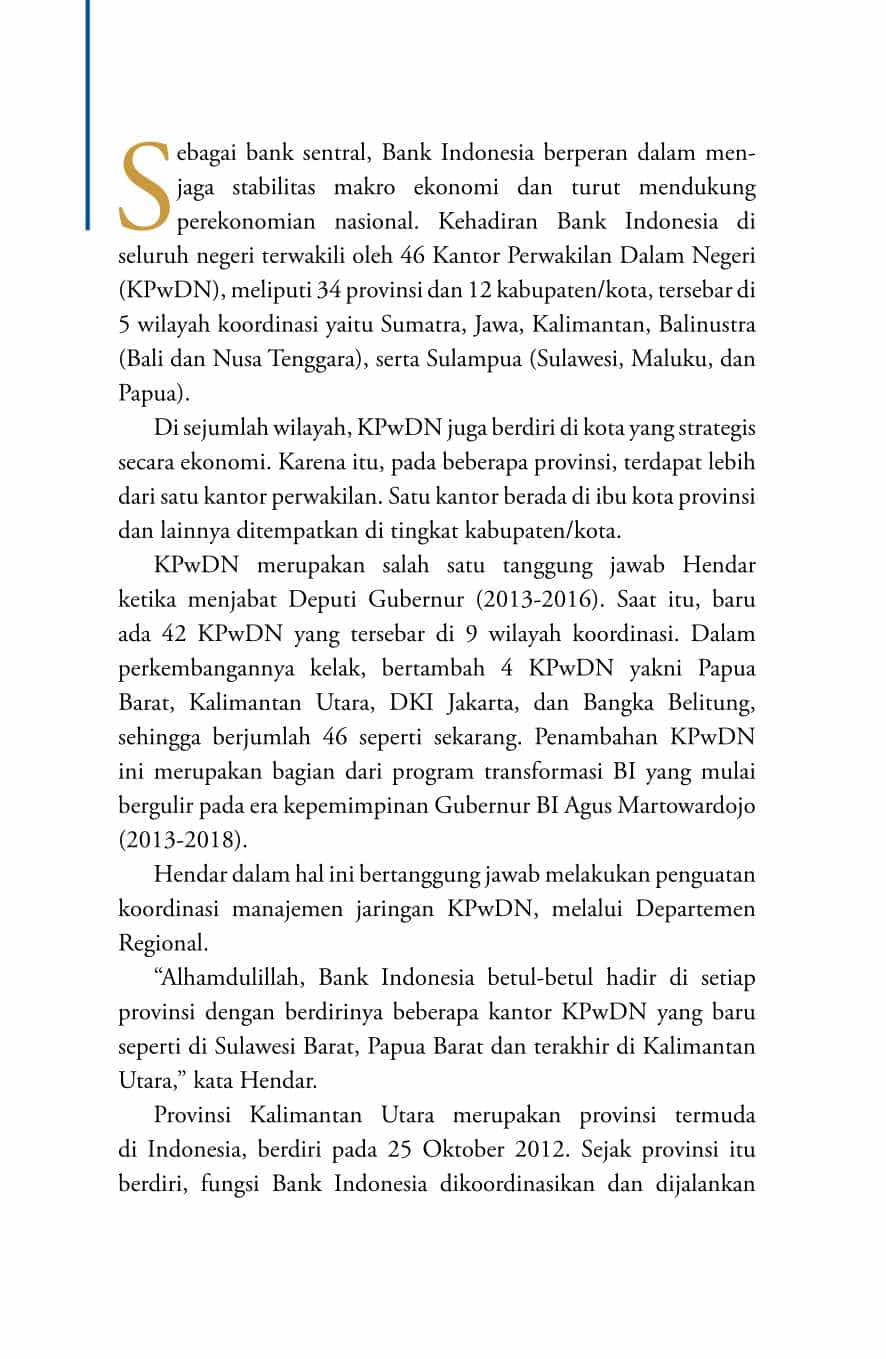 Sebagai bank sentral, Bank Indonesia berperan dalam men-
jaga stabilitas makro ekonomi dan turut mendukung
perekonomian nasional. Kehadiran Bank Indonesia di
seluruh negeri terwakili oleh 46 Kantor Perwakilan Dalam Negeri
(KPwDN), meliputi 34 provinsi dan 12 kabupaten/kota, tersebar di
5 wilayah koordinasi yaitu Sumatra, Jawa, Kalimantan, Balinustra
(Bali dan Nusa Tenggara), serta Sulampua (Sulawesi, Maluku, dan
Papua).
Di sejumlah wilayah, KPwDN juga berdiri di kota yang strategis
secara ekonomi. Karena itu, pada beberapa provinsi, terdapat lebih
dari satu kantor perwakilan. Satu kantor berada di ibu kota provinsi
dan lainnya ditempatkan di tingkat kabupaten/kota.
KPwDN merupakan salah satu tanggung jawab Hendar
ketika menjabat Deputi Gubernur (2013-2016). Saat itu, baru
ada 42 KPwDN yang tersebar di 9 wilayah koordinasi. Dalam
perkembangannya kelak, bertambah 4 KPwDN yakni Papua
Barat, Kalimantan Utara, DKI Jakarta, dan Bangka Belitung,
sehingga berjumlah 46 seperti sekarang. Penambahan KPwDN
ini merupakan bagian dari program transformasi BI yang mulai
bergulir pada era kepemimpinan Gubernur BI Agus Martowardojo
(2013-2018).
Hendar dalam hal ini bertanggung jawab melakukan penguatan
koordinasi manajemen jaringan KPwDN, melalui Departemen
Regional.
“Alhamdulillah, Bank Indonesia betul-betul hadir di setiap
provinsi dengan berdirinya beberapa kantor KPwDN yang baru
seperti di Sulawesi Barat, Papua Barat dan terakhir di Kalimantan
Utara,” kata Hendar.
Provinsi Kalimantan Utara merupakan provinsi termuda
di Indonesia, berdiri pada 25 Oktober 2012. Sejak provinsi itu
berdiri, fungsi Bank Indonesia dikoordinasikan dan dijalankan